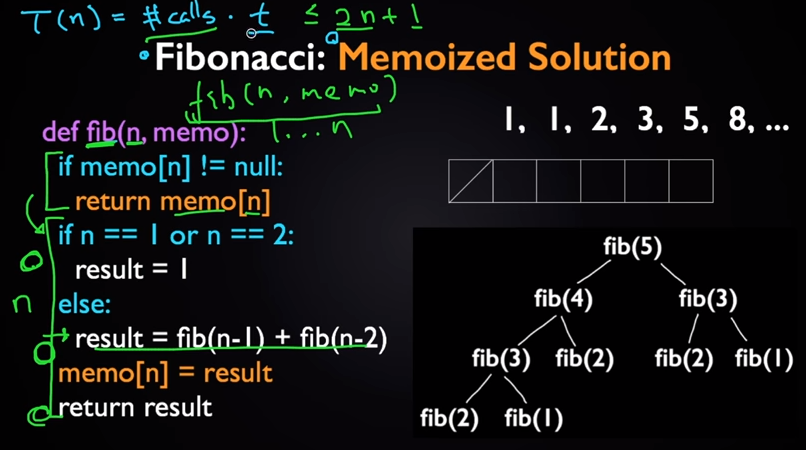 T(n) = #calls · t ≤ 2n + 1
Fibonacci: Memoized Solution
fib(n, memo)
1...n
1, 1, 2, 3, 5, 8, ...
def fib(n, memo):
if memo[n] != null:
return memo[n]
if n == 1 or n == 2:
result = 1
n
else:
result = fib(n-1) + fib(n-2)
memo[n] = result
return result
fib(5)
fib(4) fib(3)
fib(3) fib(2) fib(2) fib(1)
fib(2) fib(1)